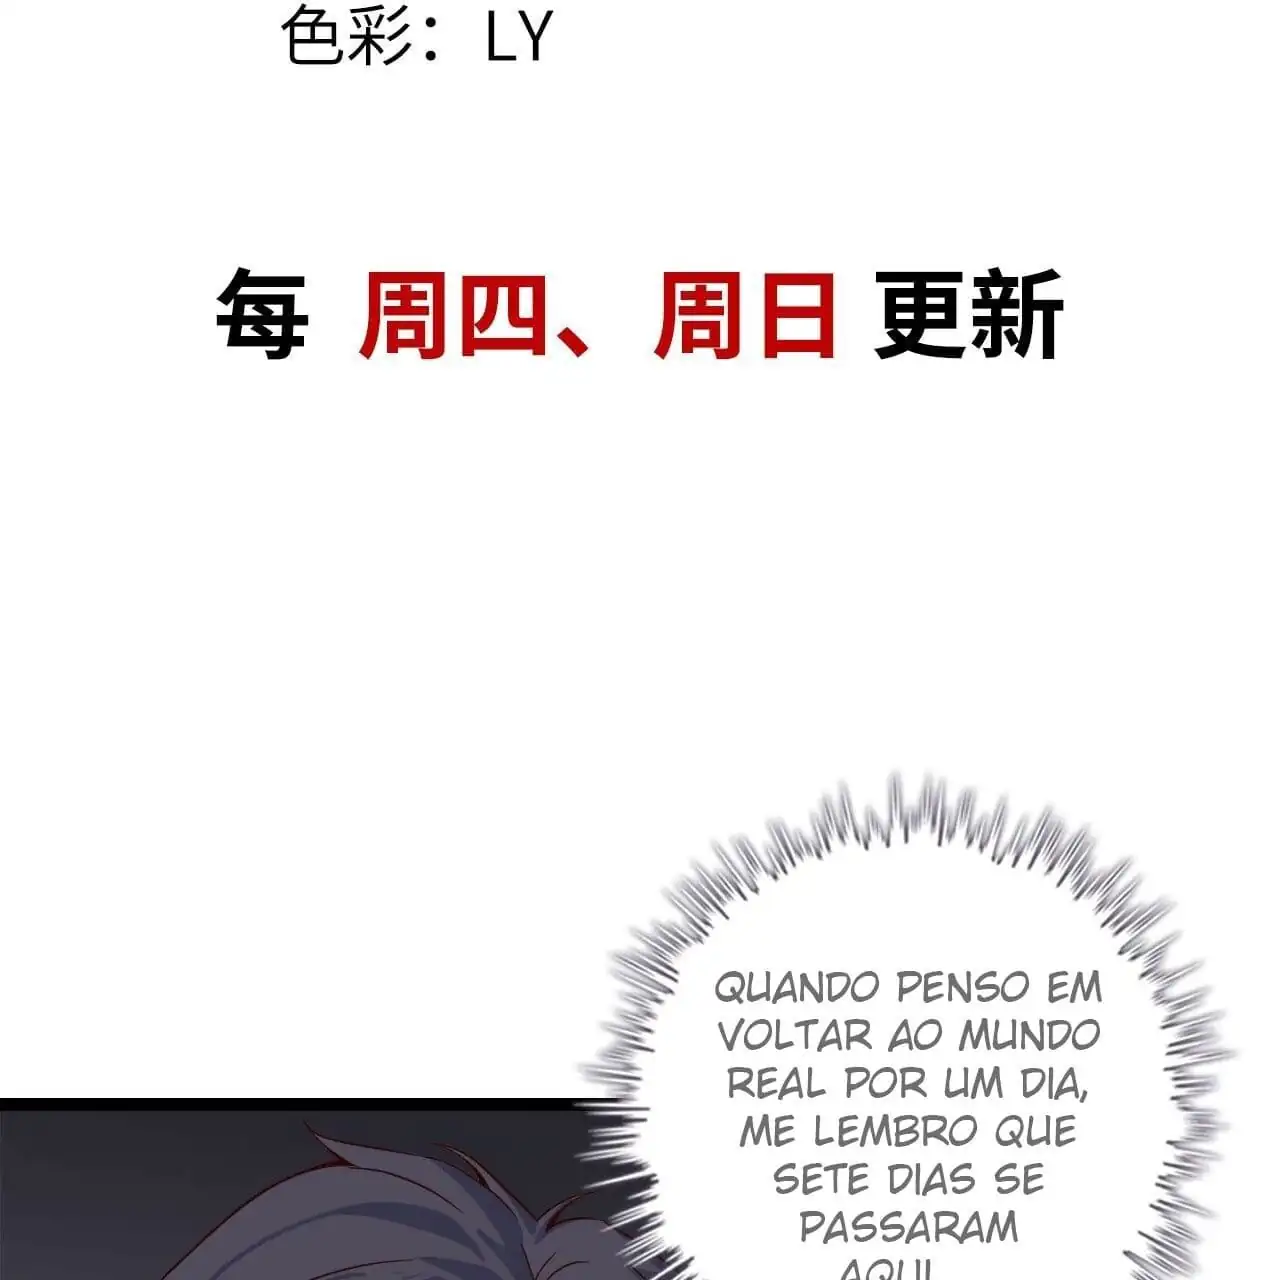 色彩：LY
每 周四、周日 更新
QUANDO PENSO EM
VOLTAR AO MUNDO
REAL POR UM DIA,
ME LEMBRO QUE
SETE DIAS SE
PASSARAM
AQUI